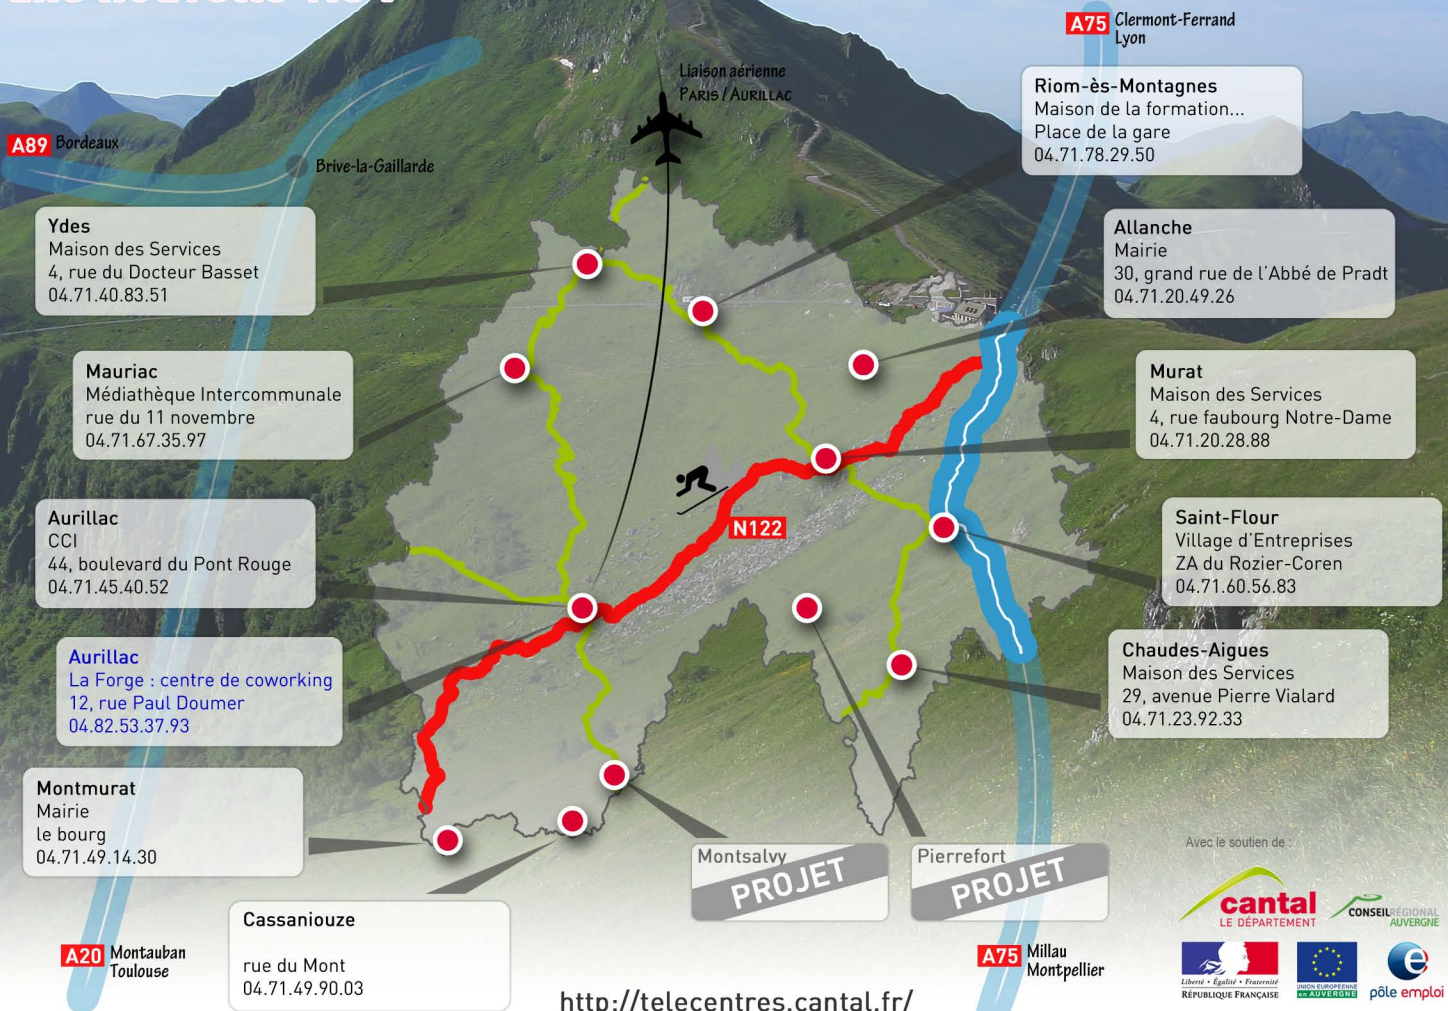 A75 Clermont-Ferrand
Lyon
Liaison aérienne
PARIS / AURILLAC
Riom-ès-Montagnes
Maison de la formation...
Place de la gare
04.71.78.29.50
A89 Bordeaux
Brive-la-Gaillarde
Ydes
Maison des Services
4, rue du Docteur Basset
04.71.40.83.51
Allanche
Mairie
30, grand rue de l'Abbé de Pradt
04.71.20.49.26
Mauriac
Médiathèque Intercommunale
rue du 11 novembre
04.71.67.35.97
Murat
Maison des Services
4, rue faubourg Notre-Dame
04.71.20.28.88
N122
Aurillac
CCI
44, boulevard du Pont Rouge
04.71.45.40.52
Saint-Flour
Village d'Entreprises
ZA du Rozier-Coren
04.71.60.56.83
Aurillac
La Forge : centre de coworking
12, rue Paul Doumer
04.82.53.37.93
Chaudes-Aigues
Maison des Services
29, avenue Pierre Vialard
04.71.23.92.33
Montmurat
Mairie
le bourg
04.71.49.14.30
Montsalvy
PROJET
Pierrefort
PROJET
Cassaniouze
rue du Mont
04.71.49.90.03
A20 Montauban
Toulouse
A75 Millau
Montpellier
http://telecentres.cantal.fr/
Avec le soutien de :
cantal
LE DÉPARTEMENT
CONSEIL RÉGIONAL
AUVERGNE
Liberté • Égalité • Fraternité
RÉPUBLIQUE FRANÇAISE
UNION EUROPÉENNE
en AUVERGNE
pôle emploi